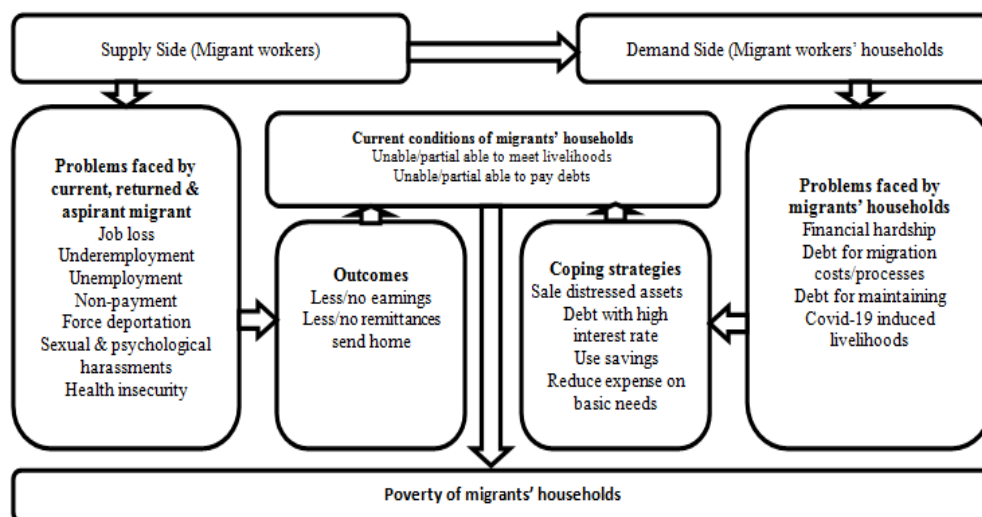 Supply Side (Migrant workers)
Demand Side (Migrant workers' households)
Current conditions of migrants' households
Unable/partial able to meet livelihoods
Unable/partial able to pay debts
Problems faced by
current, returned &
aspirant migrant
Job loss
Underemployment
Unemployment
Non-payment
Force deportation
Sexual & psychological
harassments
Health insecurity
Outcomes
Less/no earnings
Less/no remittances
send home
Coping strategies
Sale distressed assets
Debt with high
interest rate
Use savings
Reduce expense on
basic needs
Problems faced by
migrants' households
Financial hardship
Debt for migration
costs/processes
Debt for maintaining
Covid-19 induced
livelihoods
Poverty of migrants' households